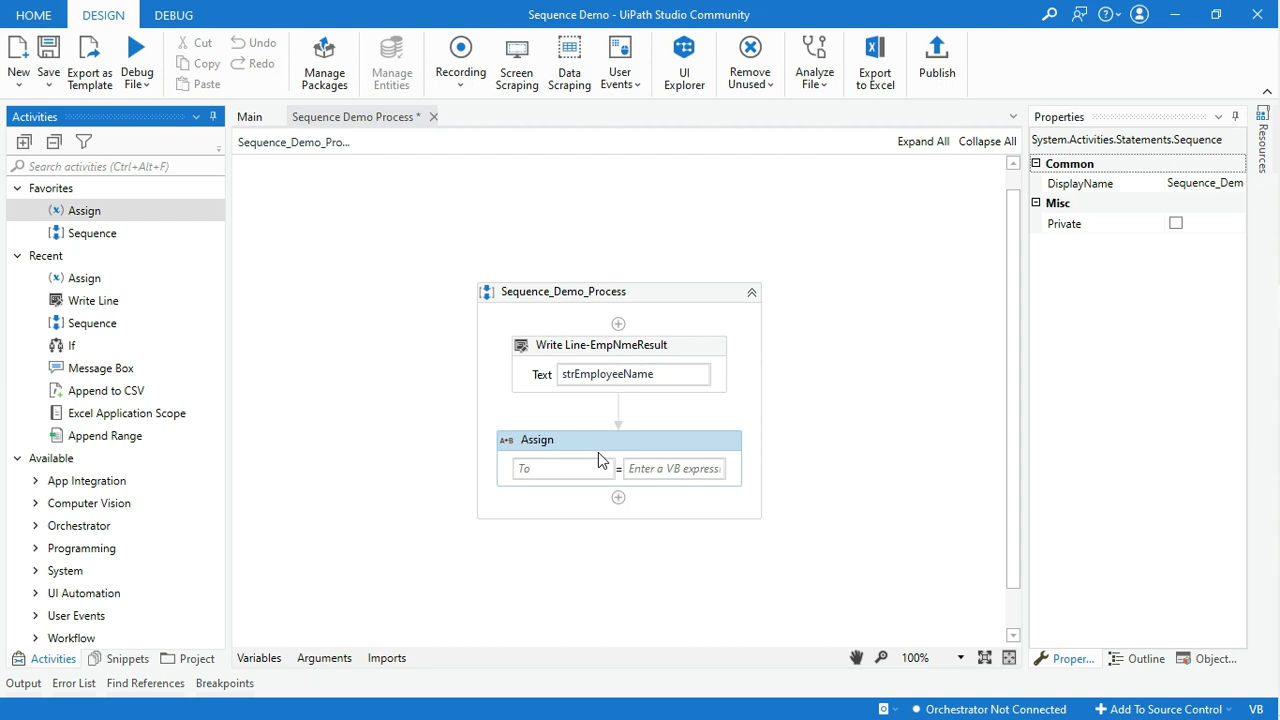 HOME DESIGN DEBUG Sequence Demo - UiPath Studio Community
New Save Export as Template Debug File Cut Copy Paste Undo Redo Manage Packages Manage Entities Recording Screen Scraping Data Scraping User Events UI Explorer Remove Unused Analyze File Export to Excel Publish
Activities
Search activities (Ctrl+Alt+F)
Favorites
Assign
Sequence
Recent
Assign
Write Line
Sequence
If
Message Box
Append to CSV
Excel Application Scope
Append Range
Available
App Integration
Computer Vision
Orchestrator
Programming
System
UI Automation
User Events
Workflow
Activities Snippets Project
Main Sequence Demo Process *
Sequence_Demo_Pro... Expand All Collapse All
Sequence_Demo_Process
Write Line-EmpNmeResult
Text strEmployeeName
A+B Assign
To = Enter a VB express
Variables Arguments Imports 100%
Properties
System.Activities.Statements.Sequence
Common
DisplayName Sequence_Dem
Misc
Private
Proper... Outline Object...
Resources
Output Error List Find References Breakpoints
Orchestrator Not Connected Add To Source Control VB